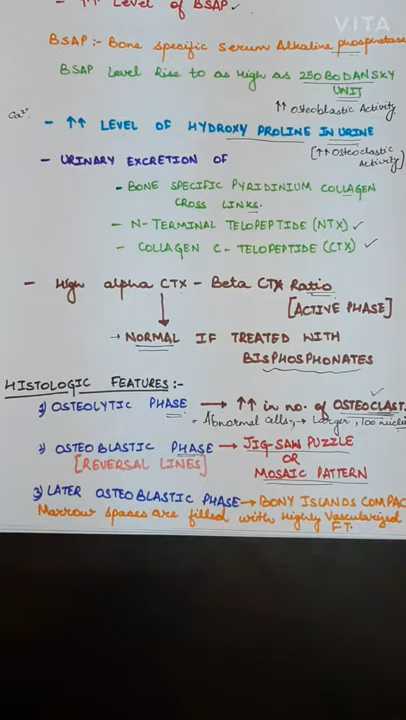 - ↑↑ Level of BSAP ✓
VITA
BSAP :- Bone specific Serum Alkaline phosphatase
BSAP Level Rise to as High as 250 BODANSKY
UNIT
↑↑ Osteoblastic Activity
Ca²⁺
- ↑↑ LEVEL OF HYDROXY PROLINE IN URINE
[↑↑ Osteoclastic
Activity]
- URINARY EXCRETION OF
- BONE SPECIFIC PYRIDINIUM COLLAGEN
CROSS LINKS.
- N-TERMINAL TELOPEPTIDE (NTX) ✓
- COLLAGEN C-TELOPEPTIDE (CTX) ✓
- High alpha CTX - Beta CTX Ratio
[ACTIVE PHASE]
→ NORMAL IF TREATED WITH
BISPHOSPHONATES
HISTOLOGIC FEATURES :-
1) OSTEOLYTIC PHASE → ↑↑ in no. of OSTEOCLAST.
Abnormal cells, → Larger, 100 nuclei
2) OSTEOBLASTIC PHASE → JIG-SAW PUZZLE
[REVERSAL LINES] OR
MOSAIC PATTERN
3) LATER OSTEOBLASTIC PHASE → BONY ISLANDS COMPAC
Marrow spaces are filled with Highly Vascularized
F.T.